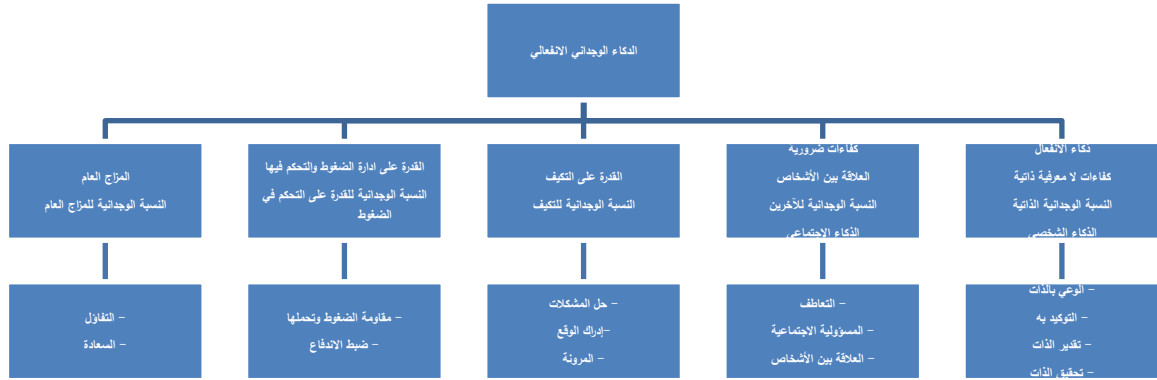 الدكاء الوجداني الانفعالي
ذكاء الانفعال
كفاءات لا معرفية ذاتية
النسبة الوجدانية الذاتية
الذكاء الشخصي
كفاءات ضرورية
العلاقة بين الأشخاص
النسبة الوجدانية للآخرين
الذكاء الاجتماعي
القدرة على التكيف
النسبة الوجدانية للتكيف
القدرة على ادارة الضغوط والتحكم فيها
النسبة الوجدانية للقدرة على التحكم في
الضغوط
المزاج العام
النسبة الوجدانية للمزاج العام
– الوعي بالذات
– التوكيد به
– تقدير الذات
– تحقيق الذات
– التعاطف
– المسؤولية الاجتماعية
– العلاقة بين الأشخاص
– حل المشكلات
–إدراك الوقع
– المرونة
– مقاومة الضغوط وتحملها
– ضبط الاندفاع
– التفاؤل
– السعادة